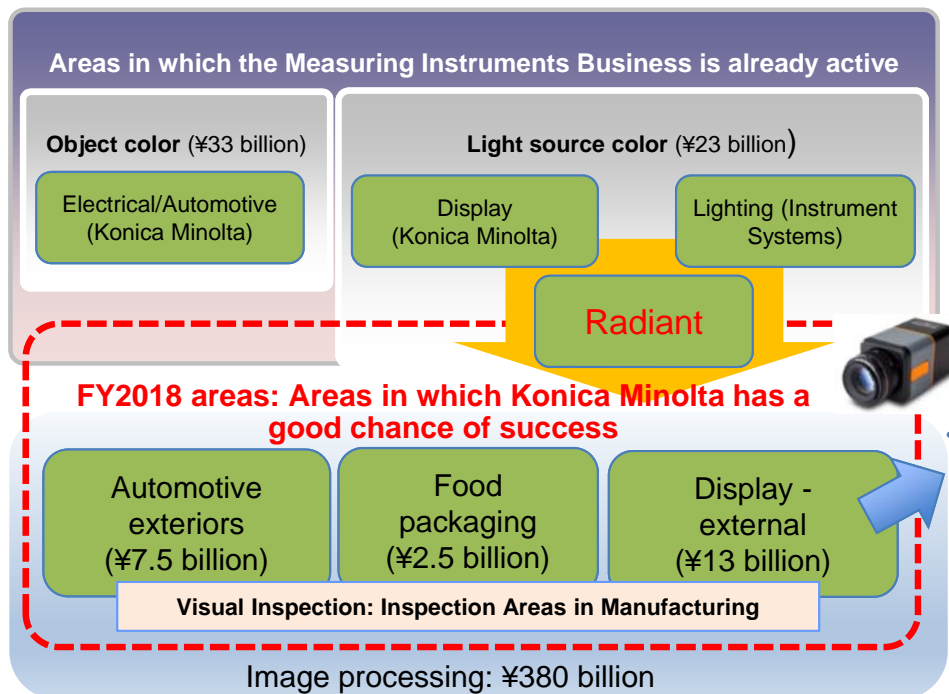 Areas in which the Measuring Instruments Business is already active
Object color (¥33 billion)
Electrical/Automotive
(Konica Minolta)
Light source color (¥23 billion)
Display
(Konica Minolta)
Lighting (Instrument
Systems)
Radiant
FY2018 areas: Areas in which Konica Minolta has a
good chance of success
Automotive
exteriors
(¥7.5 billion)
Food
packaging
(¥2.5 billion)
Display -
external
(¥13 billion)
Visual Inspection: Inspection Areas in Manufacturing
Image processing: ¥380 billion